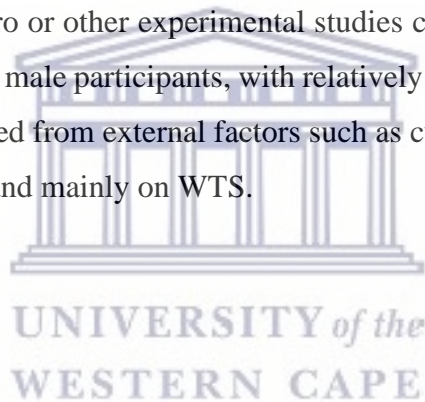 ro or other experimental studies c
male participants, with relatively
ed from external factors such as c
nd mainly on WTS.
UNIVERSITY of the
WESTERN CAPE